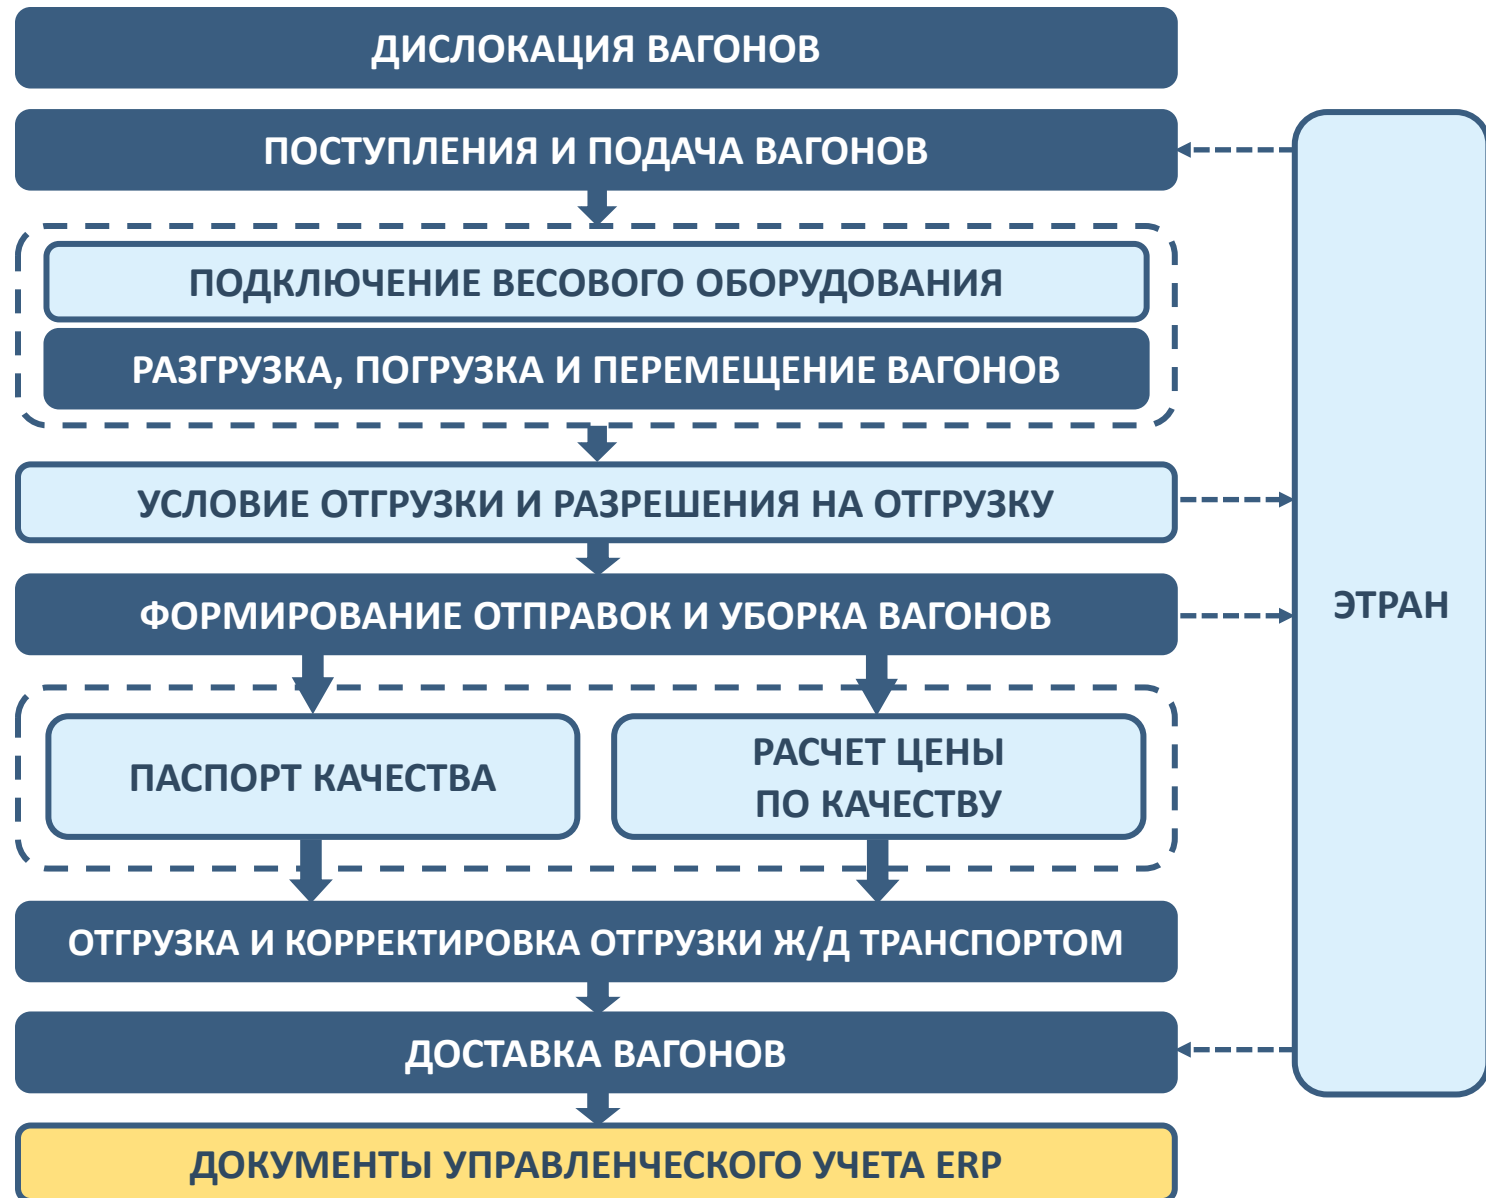 ДИСЛОКАЦИЯ ВАГОНОВ
ПОСТУПЛЕНИЯ И ПОДАЧА ВАГОНОВ
ПОДКЛЮЧЕНИЕ ВЕСОВОГО ОБОРУДОВАНИЯ
РАЗГРУЗКА, ПОГРУЗКА И ПЕРЕМЕЩЕНИЕ ВАГОНОВ
УСЛОВИЕ ОТГРУЗКИ И РАЗРЕШЕНИЯ НА ОТГРУЗКУ
ФОРМИРОВАНИЕ ОТПРАВОК И УБОРКА ВАГОНОВ
ЭТРАН
ПАСПОРТ КАЧЕСТВА
РАСЧЕТ ЦЕНЫ
ПО КАЧЕСТВУ
ОТГРУЗКА И КОРРЕКТИРОВКА ОТГРУЗКИ Ж/Д ТРАНСПОРТОМ
ДОСТАВКА ВАГОНОВ
ДОКУМЕНТЫ УПРАВЛЕНЧЕСКОГО УЧЕТА ERP